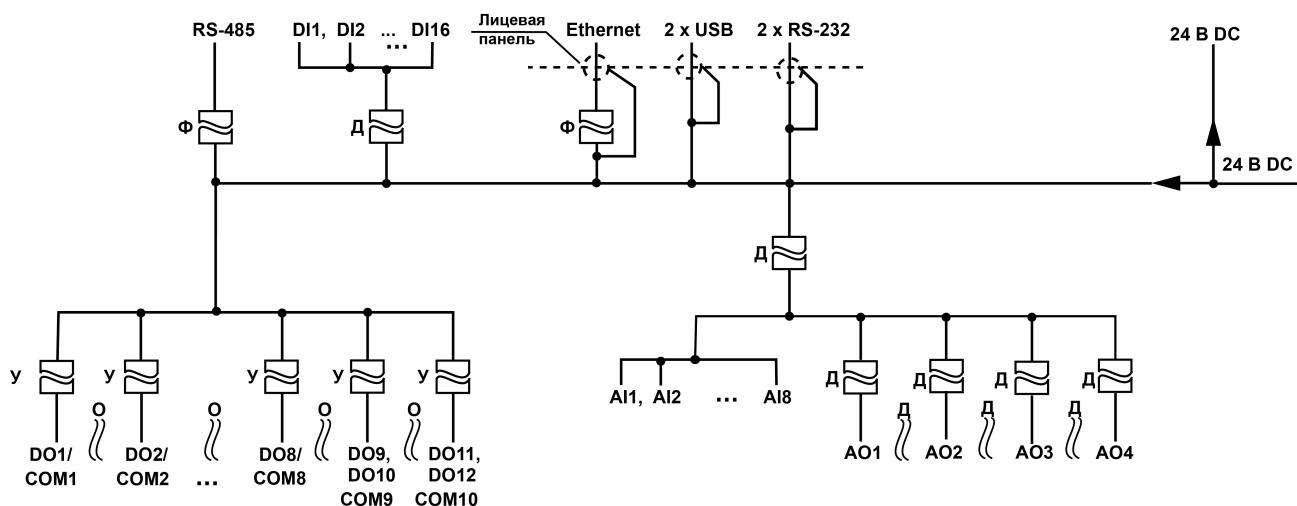 RS-485
DI1, DI2 ... DI16
...
Лицевая
панель
Ethernet
2 x USB
2 x RS-232
24 В DC
Ф
Д
Ф
24 В DC
Д
У
У
У
У
У
О
О
О
О
DO1/
COM1
DO2/
COM2
...
DO8/
COM8
DO9,
DO10
COM9
DO11,
DO12
COM10
AI1, AI2 ... AI8
Д
Д
Д
Д
Д
Д
Д
AO1
AO2
AO3
AO4